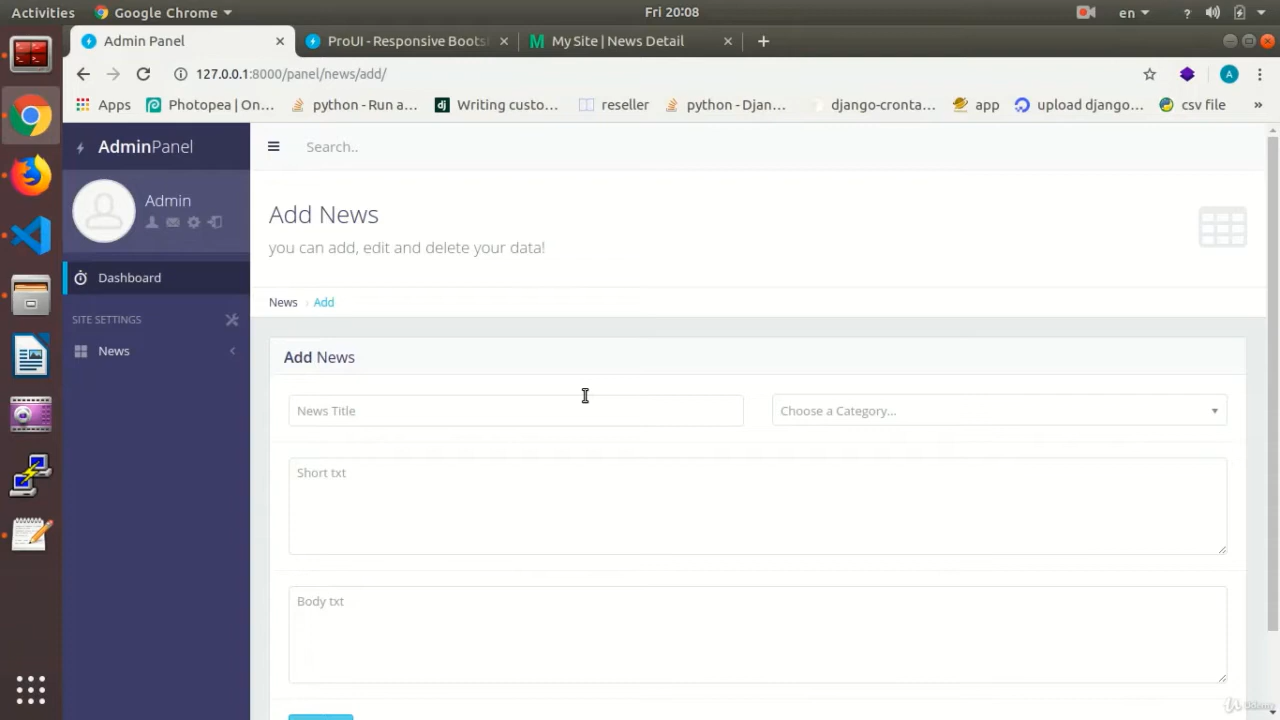 Activities Google Chrome Fri 20:08 en ?
Admin Panel ProUI - Responsive Boots My Site | News Detail
127.0.0.1:8000/panel/news/add/ A
Apps Photopea | On... python - Run a... dj Writing custo... reseller python - Djan... django-cronta... app upload django... csv file »
AdminPanel Search..
Admin
Add News
you can add, edit and delete your data!
Dashboard
News Add
SITE SETTINGS
News
Add News
News Title Choose a Category...
Short txt
Body txt
Udemy